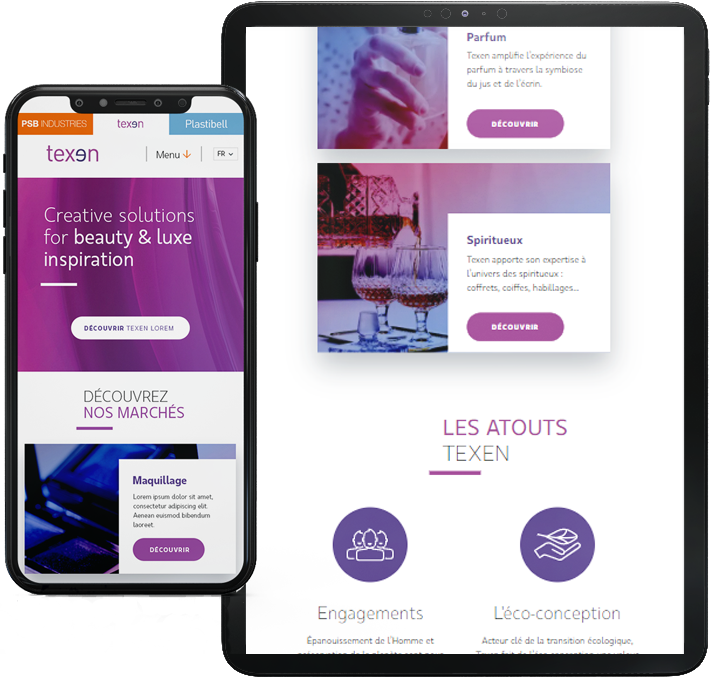 PSB INDUSTRIES
texen
Plastibell
texen
Menu
FR
Creative solutions
for beauty & luxe
inspiration
DÉCOUVRIR TEXEN LOREM
DÉCOUVREZ
NOS MARCHÉS
Maquillage
Lorem ipsum dolor sit amet,
consectetur adipiscing elit.
Aenean euismod bibendum
laoreet.
DÉCOUVRIR
Parfum
Texen amplifie l'expérience du
parfum à travers la symbiose
du jus et de l'écrin.
DÉCOUVRIR
Spiritueux
Texen apporte son expertise à
l'univers des spiritueux :
coffrets, coiffes, habillages...
DÉCOUVRIR
LES ATOUTS
TEXEN
Engagements
Épanouissement de l'Homme et
L'éco-conception
Acteur clé de la transition écologique,